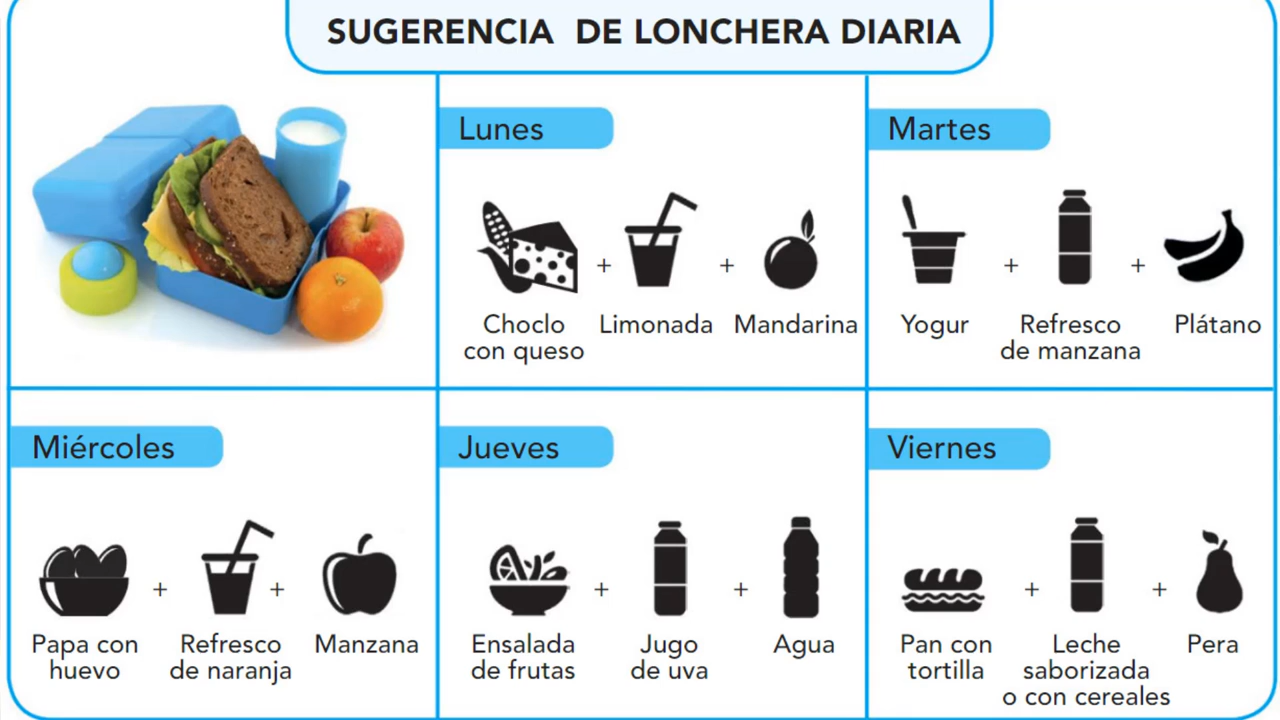 SUGERENCIA DE LONCHERA DIARIA
Lunes
Choclo
con queso
+
Limonada
+
Mandarina
Martes
Yogur
+
Refresco
de manzana
+
Plátano
Miércoles
Papa con
huevo
+
Refresco
de naranja
+
Manzana
Jueves
Ensalada
de frutas
+
Jugo
de uva
+
Agua
Viernes
Pan con
tortilla
+
Leche
saborizada
o con cereales
+
Pera